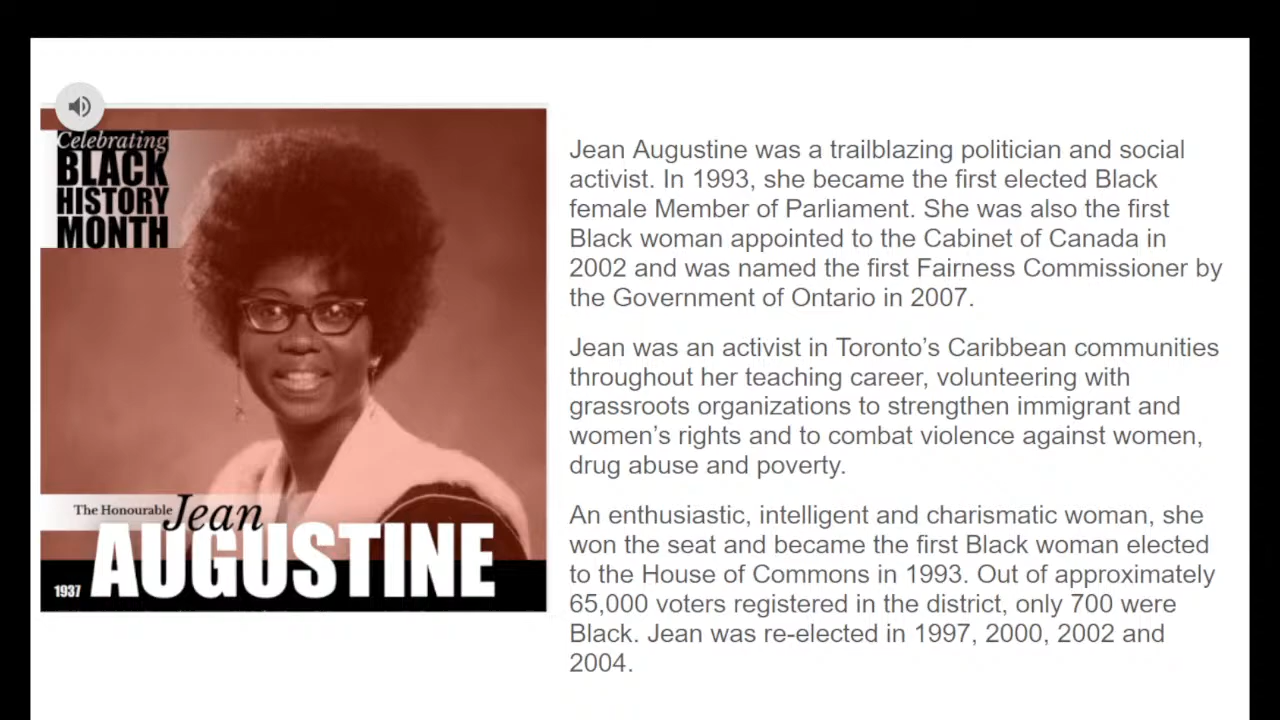 Celebrating
BLACK
HISTORY
MONTH
The Honourable Jean
AUGUSTINE
1937
Jean Augustine was a trailblazing politician and social
activist. In 1993, she became the first elected Black
female Member of Parliament. She was also the first
Black woman appointed to the Cabinet of Canada in
2002 and was named the first Fairness Commissioner by
the Government of Ontario in 2007.
Jean was an activist in Toronto’s Caribbean communities
throughout her teaching career, volunteering with
grassroots organizations to strengthen immigrant and
women’s rights and to combat violence against women,
drug abuse and poverty.
An enthusiastic, intelligent and charismatic woman, she
won the seat and became the first Black woman elected
to the House of Commons in 1993. Out of approximately
65,000 voters registered in the district, only 700 were
Black. Jean was re-elected in 1997, 2000, 2002 and
2004.